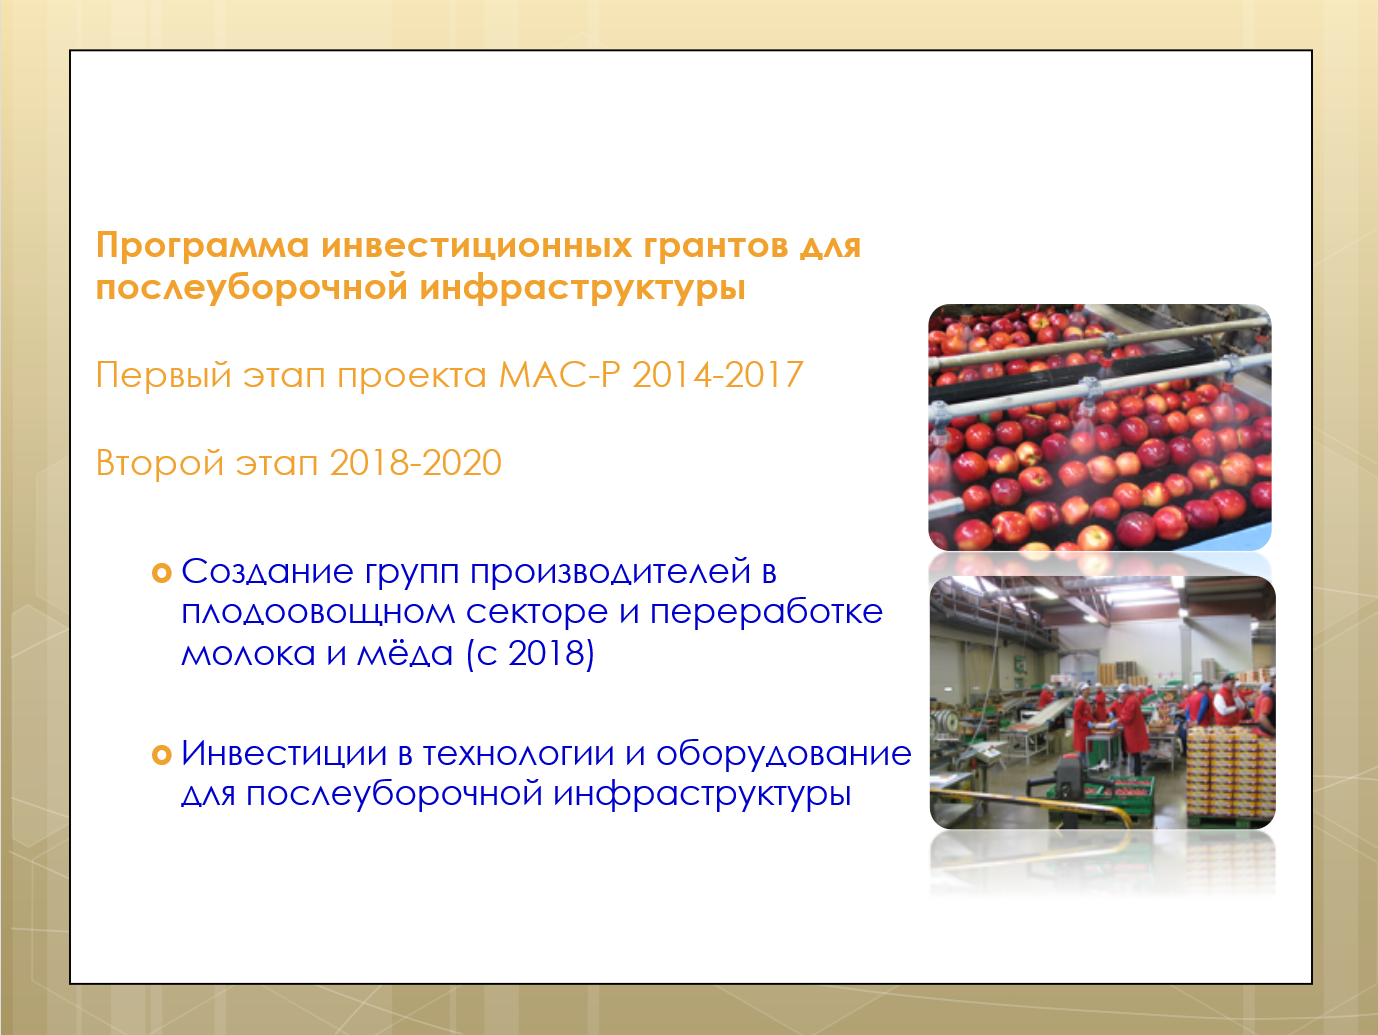 Программа инвестиционных грантов для
послеуборочной инфраструктуры
Первый этап проекта МАС-Р 2014-2017
Второй этап 2018-2020
Создание групп производителей в
плодоовощном секторе и переработке
молока и мёда (с 2018)
Инвестиции в технологии и оборудование
для послеуборочной инфраструктуры